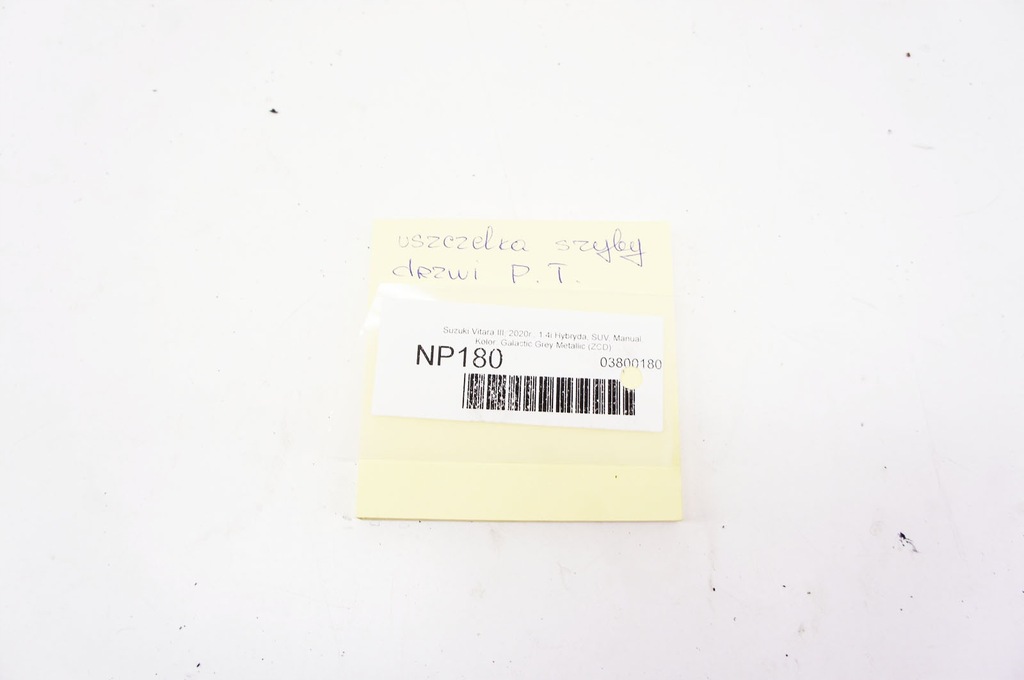 uszczelka szyby
drzwi P.T.
Suzuki Vitara III, 2020r., 1.4i Hybryda, SUV, Manual
Kolor: Galactic Grey Metallic (ZCD)
NP180
03800180